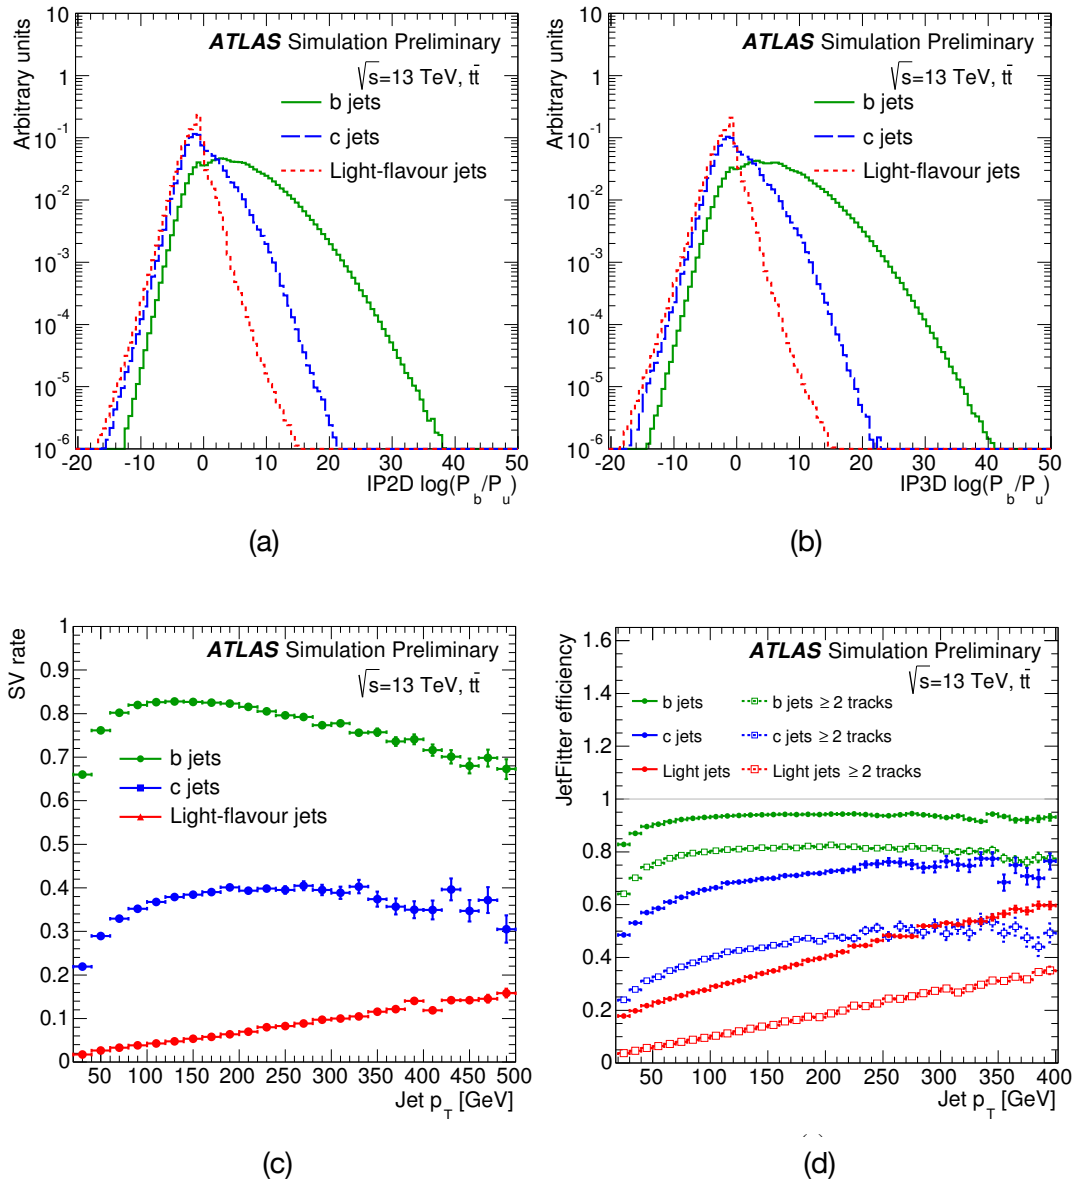 ATLAS Simulation Preliminary
√s=13 TeV, tt̄
b jets
c jets
Light-flavour jets
Arbitrary units
10
1
10⁻¹
10⁻²
10⁻³
10⁻⁴
10⁻⁵
10⁻⁶
-20 -10 0 10 20 30 40 50
IP2D log(P_b/P_u)
(a)
ATLAS Simulation Preliminary
√s=13 TeV, tt̄
b jets
c jets
Light-flavour jets
Arbitrary units
10
1
10⁻¹
10⁻²
10⁻³
10⁻⁴
10⁻⁵
10⁻⁶
-20 -10 0 10 20 30 40 50
IP3D log(P_b/P_u)
(b)
ATLAS Simulation Preliminary
√s=13 TeV, tt̄
b jets
c jets
Light-flavour jets
SV rate
1
0.9
0.8
0.7
0.6
0.5
0.4
0.3
0.2
0.1
0
50 100 150 200 250 300 350 400 450 500
Jet p_T [GeV]
(c)
ATLAS Simulation Preliminary
√s=13 TeV, tt̄
b jets b jets ≥ 2 tracks
c jets c jets ≥ 2 tracks
Light jets Light jets ≥ 2 tracks
JetFitter efficiency
1.6
1.4
1.2
1
0.8
0.6
0.4
0.2
0
50 100 150 200 250 300 350 400
Jet p_T [GeV]
(d)